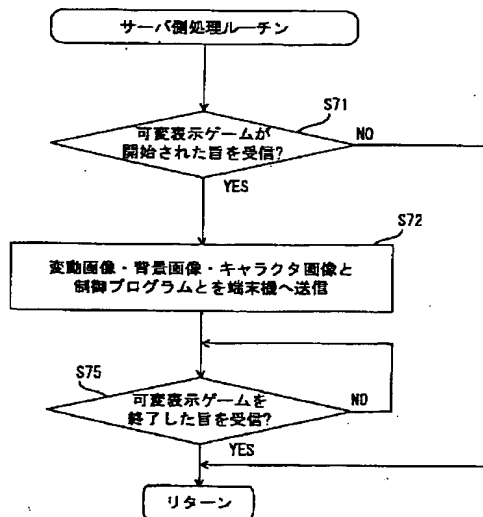 サーバ側処理ルーチン
S71
可変表示ゲームが
開始された旨を受信?
NO
YES
S72
変動画像・背景画像・キャラクタ画像と
制御プログラムとを端末機へ送信
S75
可変表示ゲームを
終了した旨を受信?
NO
YES
リターン